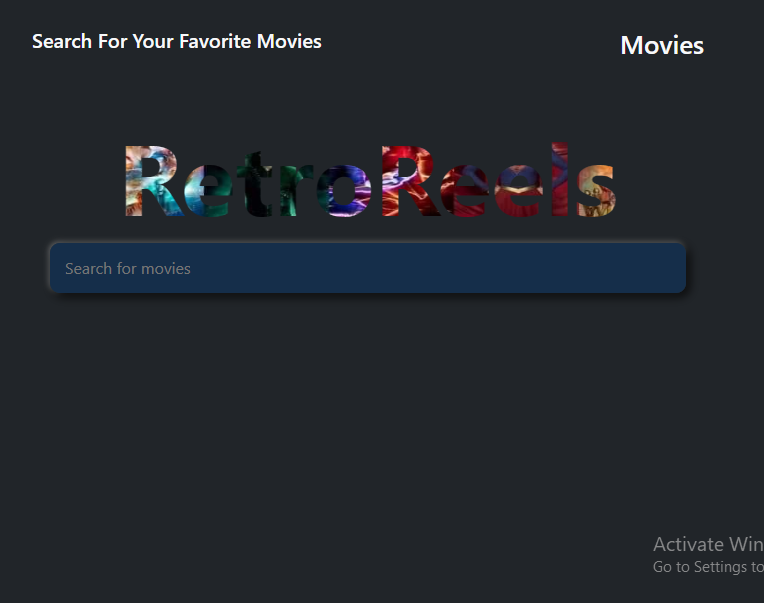 Search For Your Favorite Movies
Movies
RetroReels
Search for movies
Activate Win
Go to Settings to